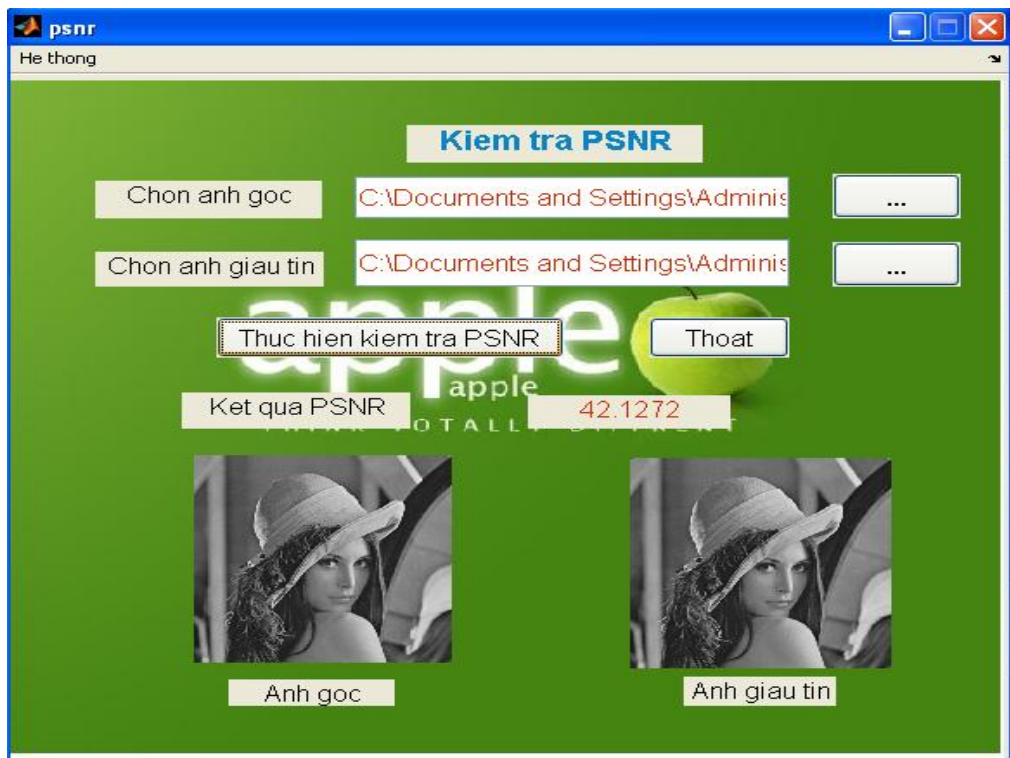 psnr
He thong
Kiem tra PSNR
Chon anh goc
C:\Documents and Settings\Adminis
...
Chon anh giau tin
C:\Documents and Settings\Adminis
...
apple
Thuc hien kiem tra PSNR
Thoat
apple
Ket qua PSNR
42.1272
TOTALLY
Anh goc
Anh giau tin